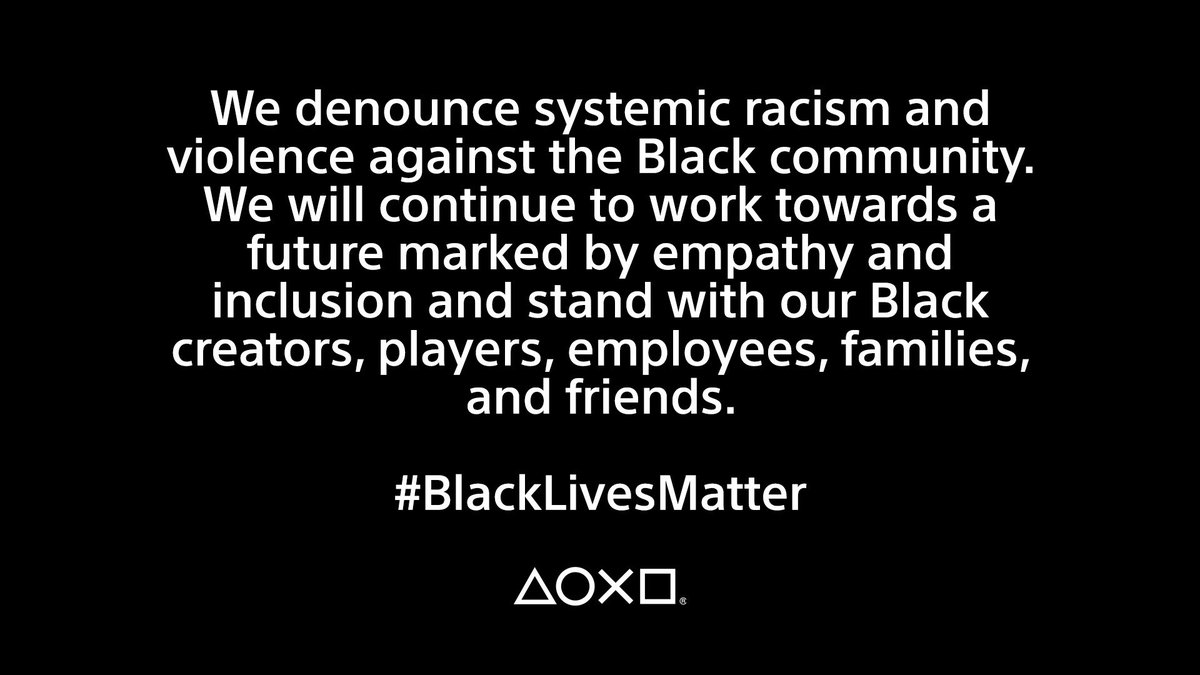 We denounce systemic racism and
violence against the Black community.
We will continue to work towards a
future marked by empathy and
inclusion and stand with our Black
creators, players, employees, families,
and friends.
#BlackLivesMatter
®